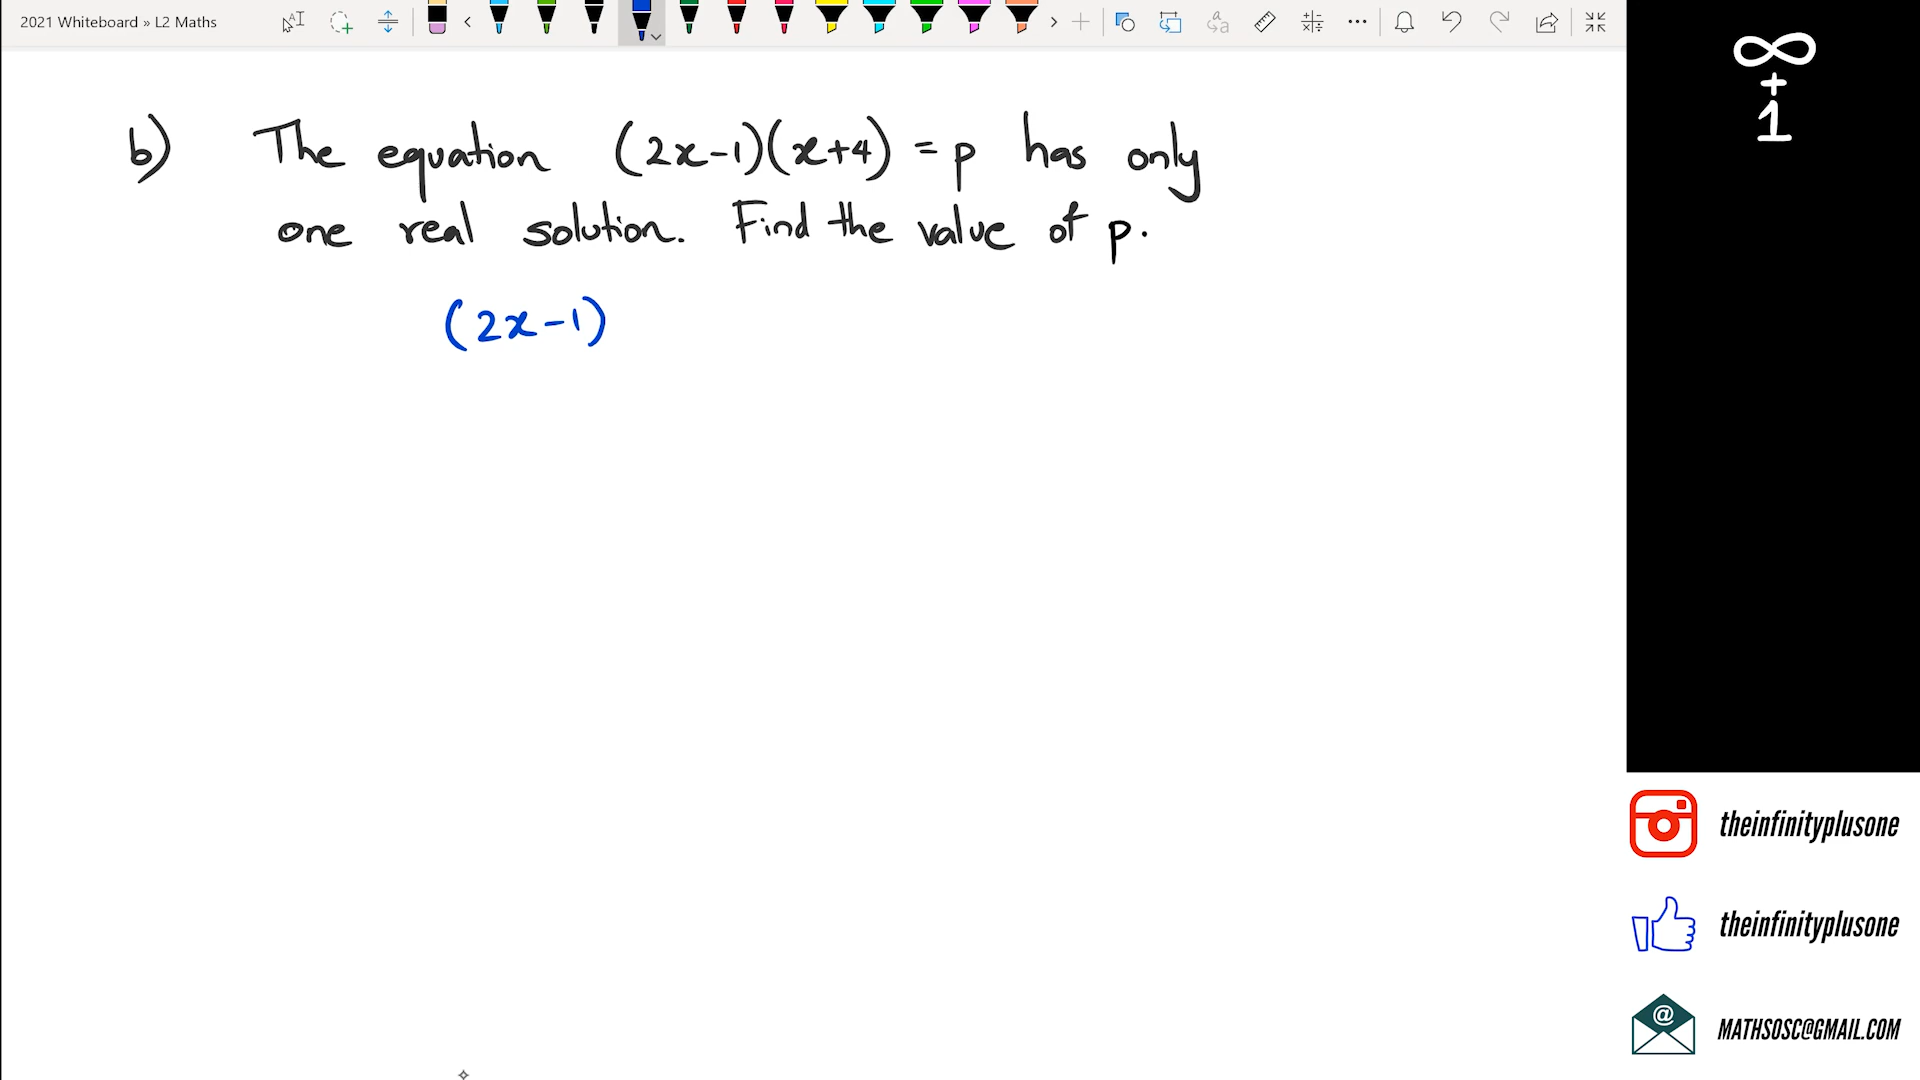 2021 Whiteboard » L2 Maths
b) The equation (2x-1)(x+4) = p has only
one real solution. Find the value of p.
(2x-1)
∞
+
1
theinfinityplusone
theinfinityplusone
@
MATHSOSC@GMAIL.COM